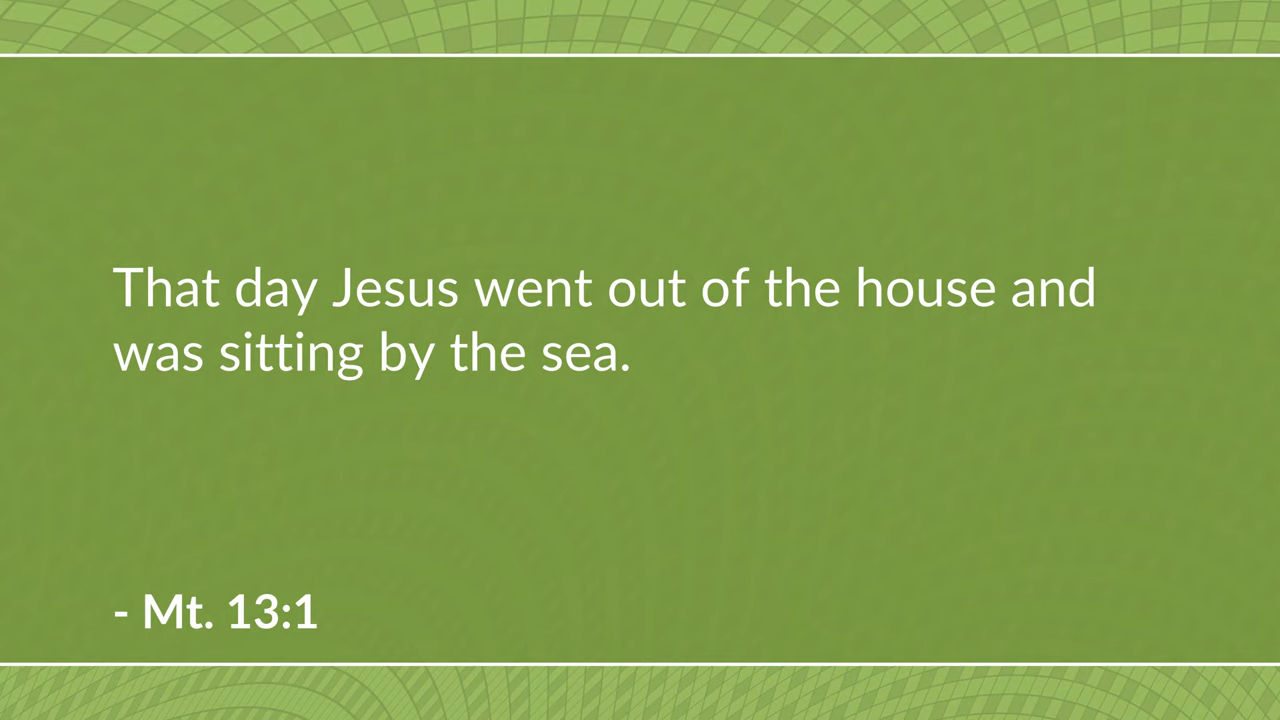 That day Jesus went out of the house and
was sitting by the sea.
- Mt. 13:1